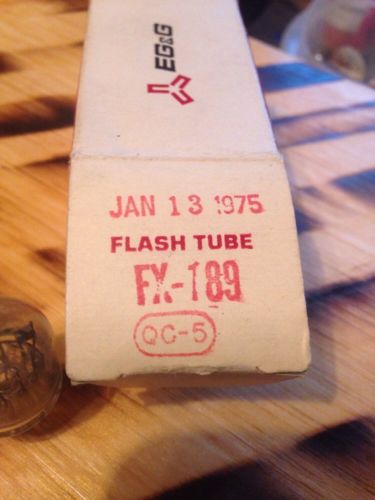 EG&G
JAN 13 1975
FLASH TUBE
FX-189
QC-5